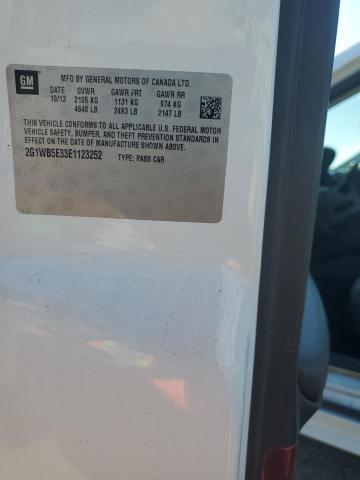 GM
MFD BY GENERAL MOTORS OF CANADA LTD.
DATE GVWR GAWR FRT GAWR RR
10/13 2105 KG 1131 KG 974 KG
4640 LB 2493 LB 2147 LB
THIS VEHICLE CONFORMS TO ALL APPLICABLE U.S. FEDERAL MOTOR
VEHICLE SAFETY, BUMPER, AND THEFT PREVENTION STANDARDS
IN EFFECT ON THE DATE OF MANUFACTURE SHOWN ABOVE.
2G1WB5E33E1123252 TYPE: PASS CAR